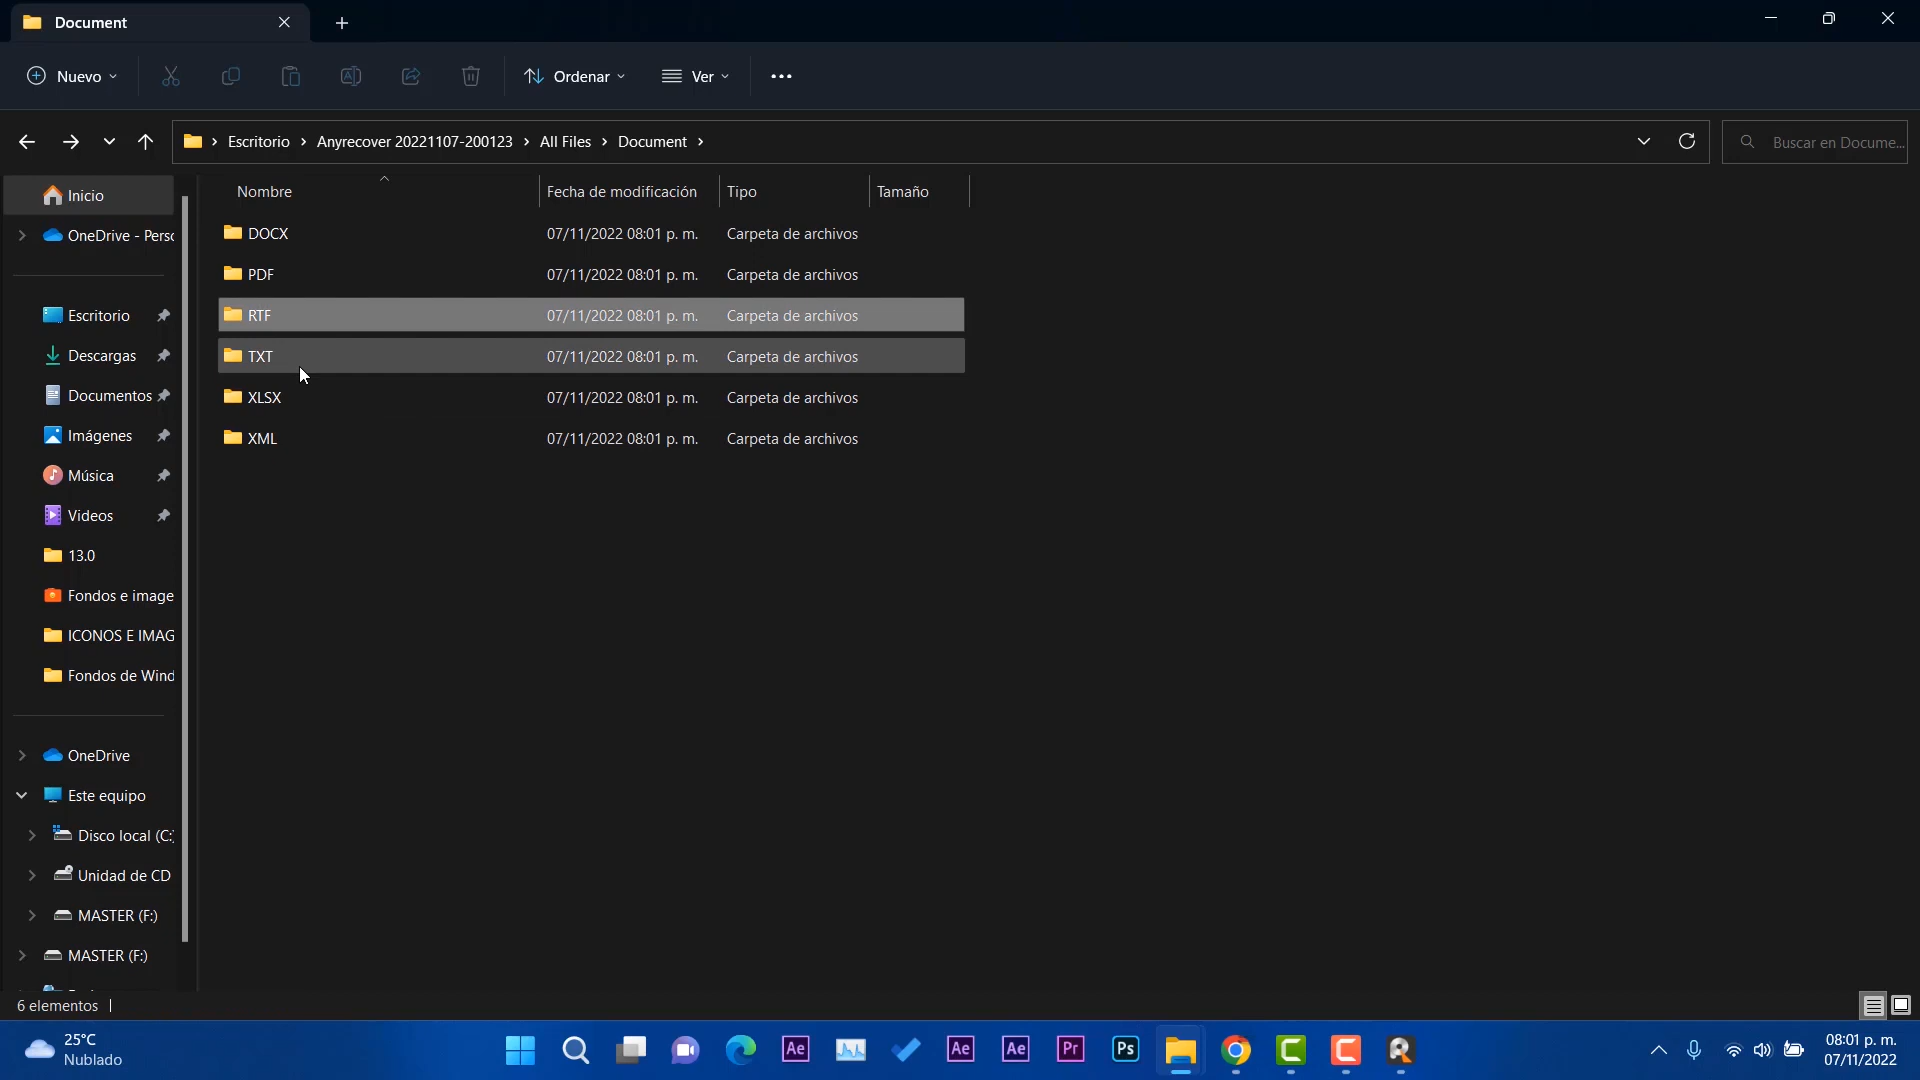 Document
Nuevo
Ordenar
Ver
Escritorio
Anyrecover 20221107-200123
All Files
Document
Buscar en Docume...
Inicio
OneDrive - Perso
Escritorio
Descargas
Documentos
Imágenes
Música
Videos
13.0
Fondos e image
ICONOS E IMAG
Fondos de Wind
OneDrive
Este equipo
Disco local (C:)
Unidad de CD
MASTER (F:)
MASTER (F:)
Nombre Fecha de modificación Tipo Tamaño
DOCX 07/11/2022 08:01 p. m. Carpeta de archivos
PDF 07/11/2022 08:01 p. m. Carpeta de archivos
RTF 07/11/2022 08:01 p. m. Carpeta de archivos
TXT 07/11/2022 08:01 p. m. Carpeta de archivos
XLSX 07/11/2022 08:01 p. m. Carpeta de archivos
XML 07/11/2022 08:01 p. m. Carpeta de archivos
6 elementos
25°C
Nublado
Ae
Ae
Ae
Pr
Ps
08:01 p. m.
07/11/2022